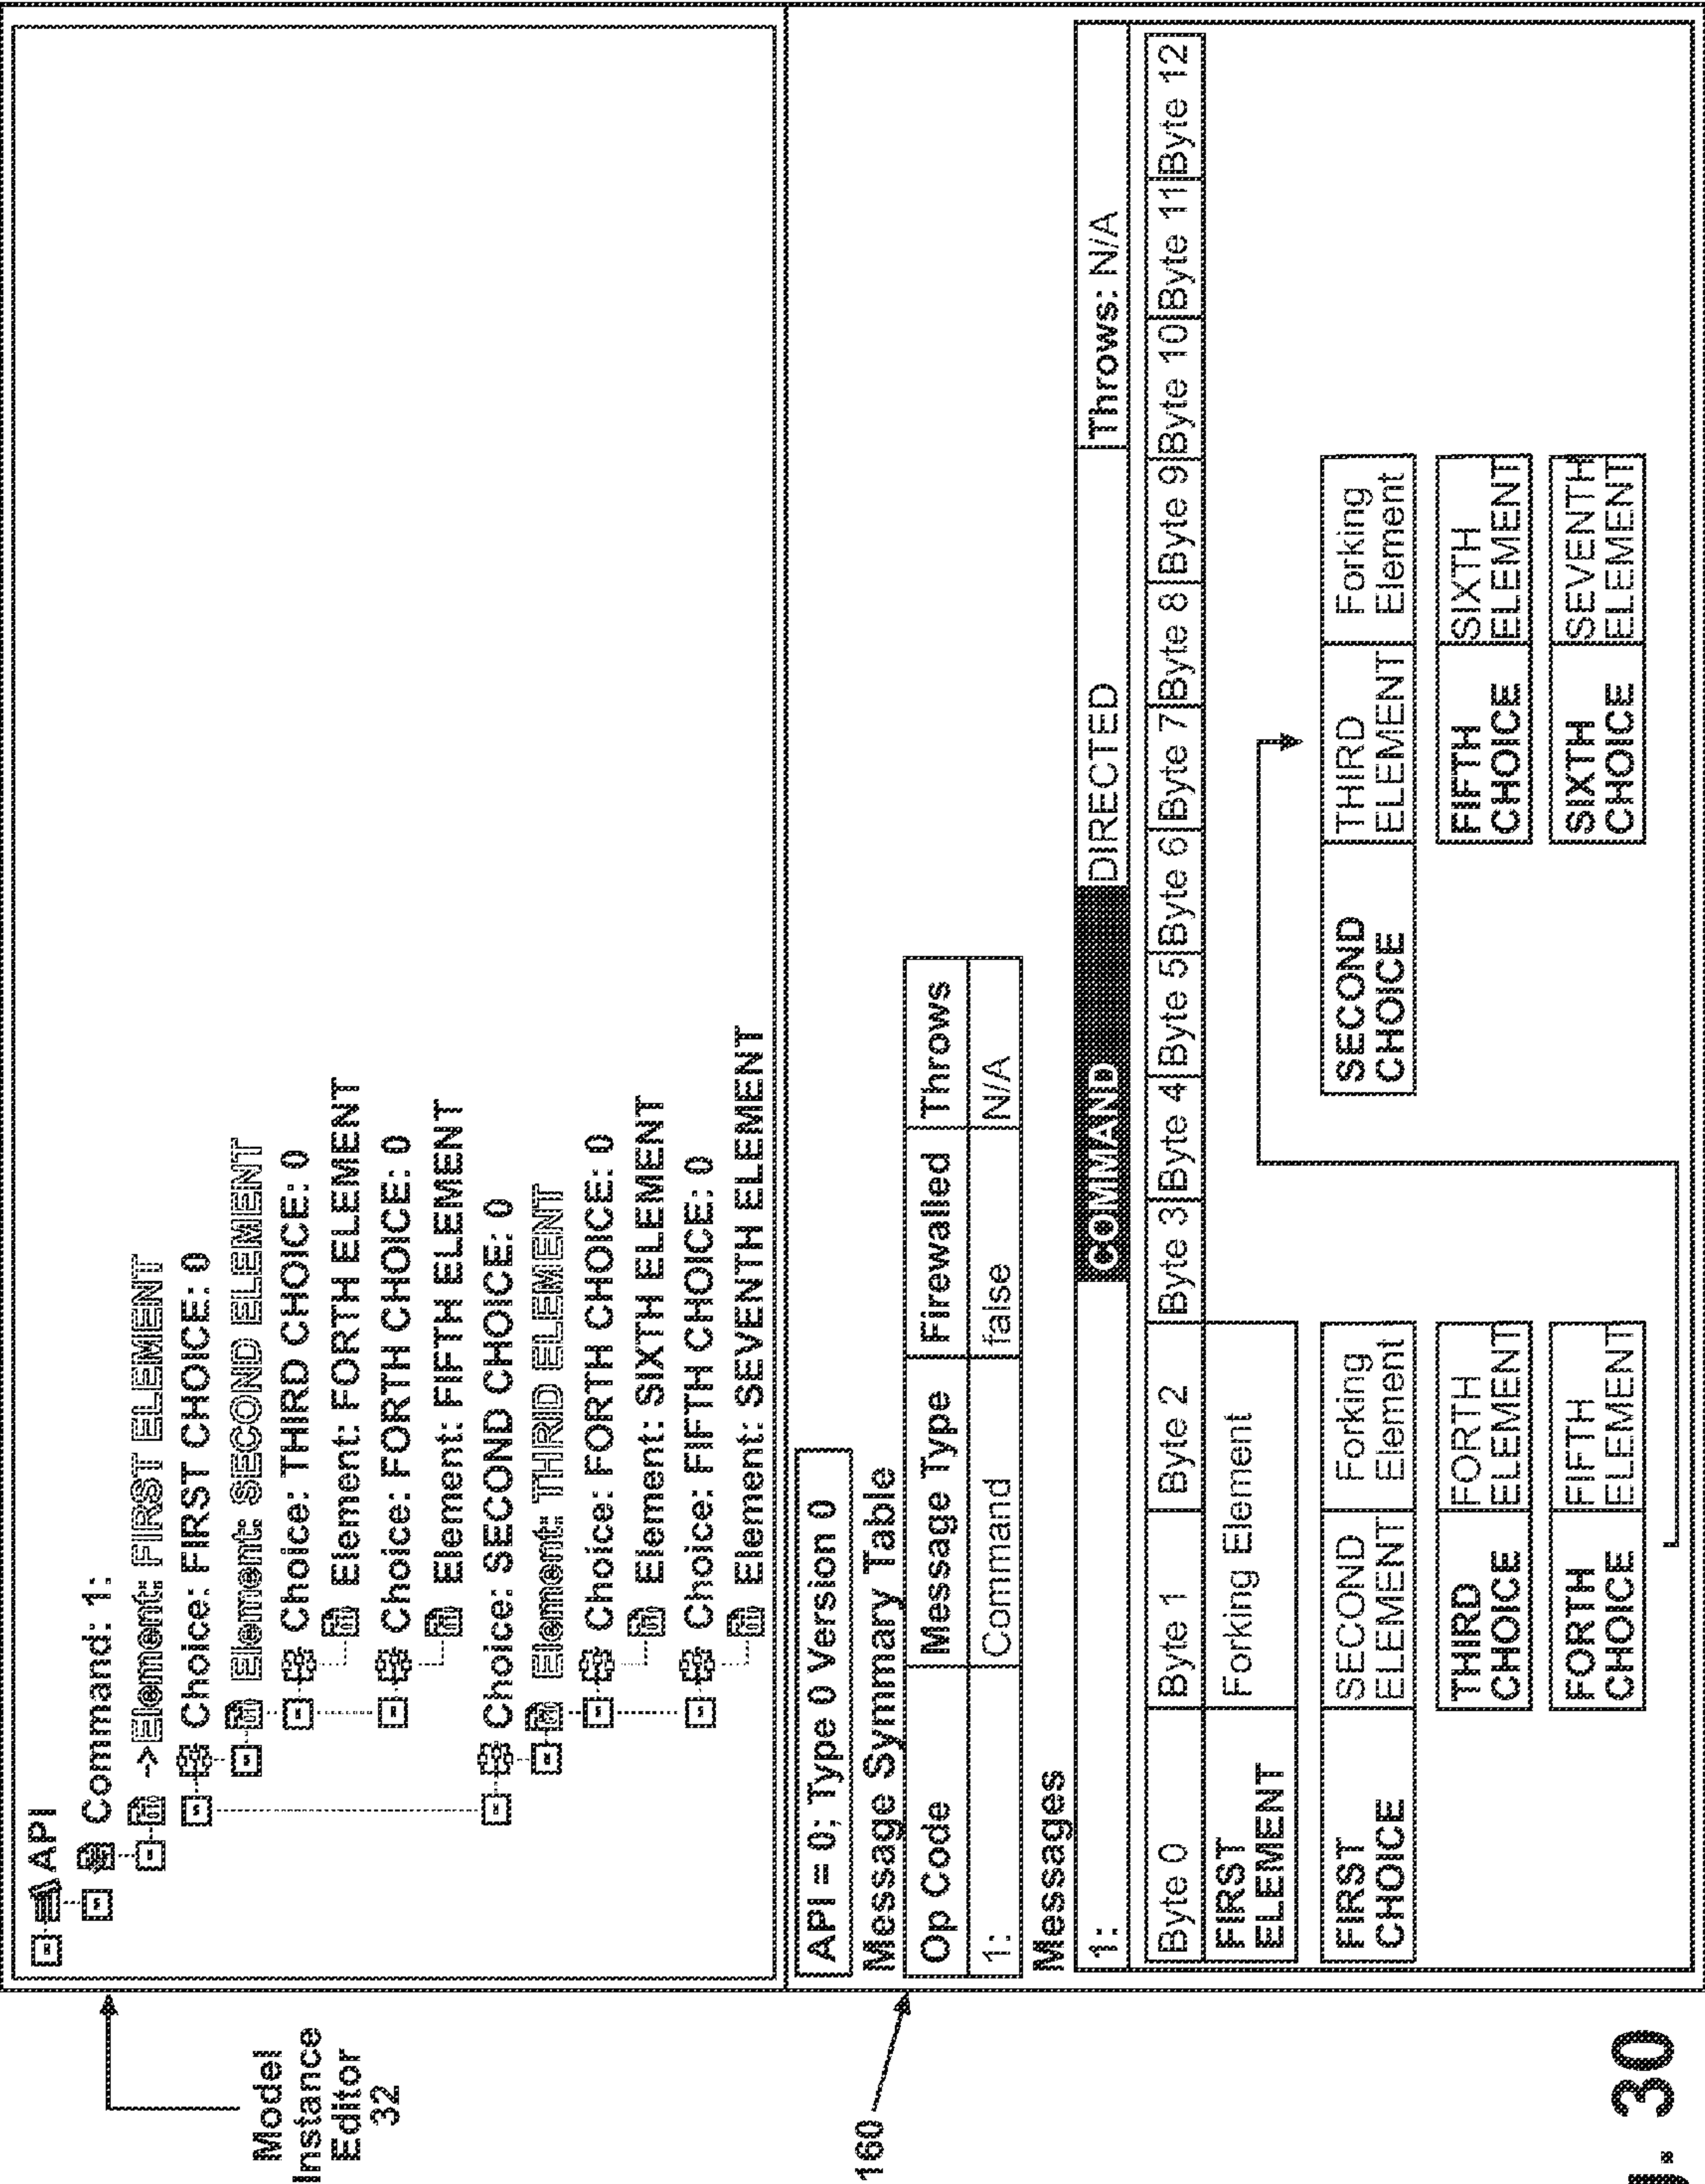 API
Command: 1:
->Element: FIRST ELEMENT
Choice: FIRST CHOICE: 0
Element: SECOND ELEMENT
Choice: THIRD CHOICE: 0
Element: FORTH ELEMENT
Choice: FORTH CHOICE: 0
Element: FIFTH ELEMENT
Choice: SECOND CHOICE: 0
Element: THRID ELEMENT
Choice: FORTH CHOICE: 0
Element: SIXTH ELEMENT
Choice: FIFTH CHOICE: 0
Element: SEVENTH ELEMENT
Model
Instance
Editor
32
API = 0; Type 0 Version 0
Message Symmary Table
Op Code Message Type Firewalled Throws
1: Command false N/A
160
Messages
1: COMMAND DIRECTED Throws: N/A
Byte 0 Byte 1 Byte 2 Byte 3 Byte 4 Byte 5 Byte 6 Byte 7 Byte 8 Byte 9 Byte 10 Byte 11 Byte 12
FIRST
ELEMENT
Forking Element
FIRST
CHOICE
SECOND
ELEMENT
Forking
Element
SECOND
CHOICE
THIRD
ELEMENT
Forking
Element
THIRD
CHOICE
FORTH
ELEMENT
FIFTH
CHOICE
SIXTH
ELEMENT
FORTH
CHOICE
FIFTH
ELEMENT
SIXTH
CHOICE
SEVENTH
ELEMENT
30